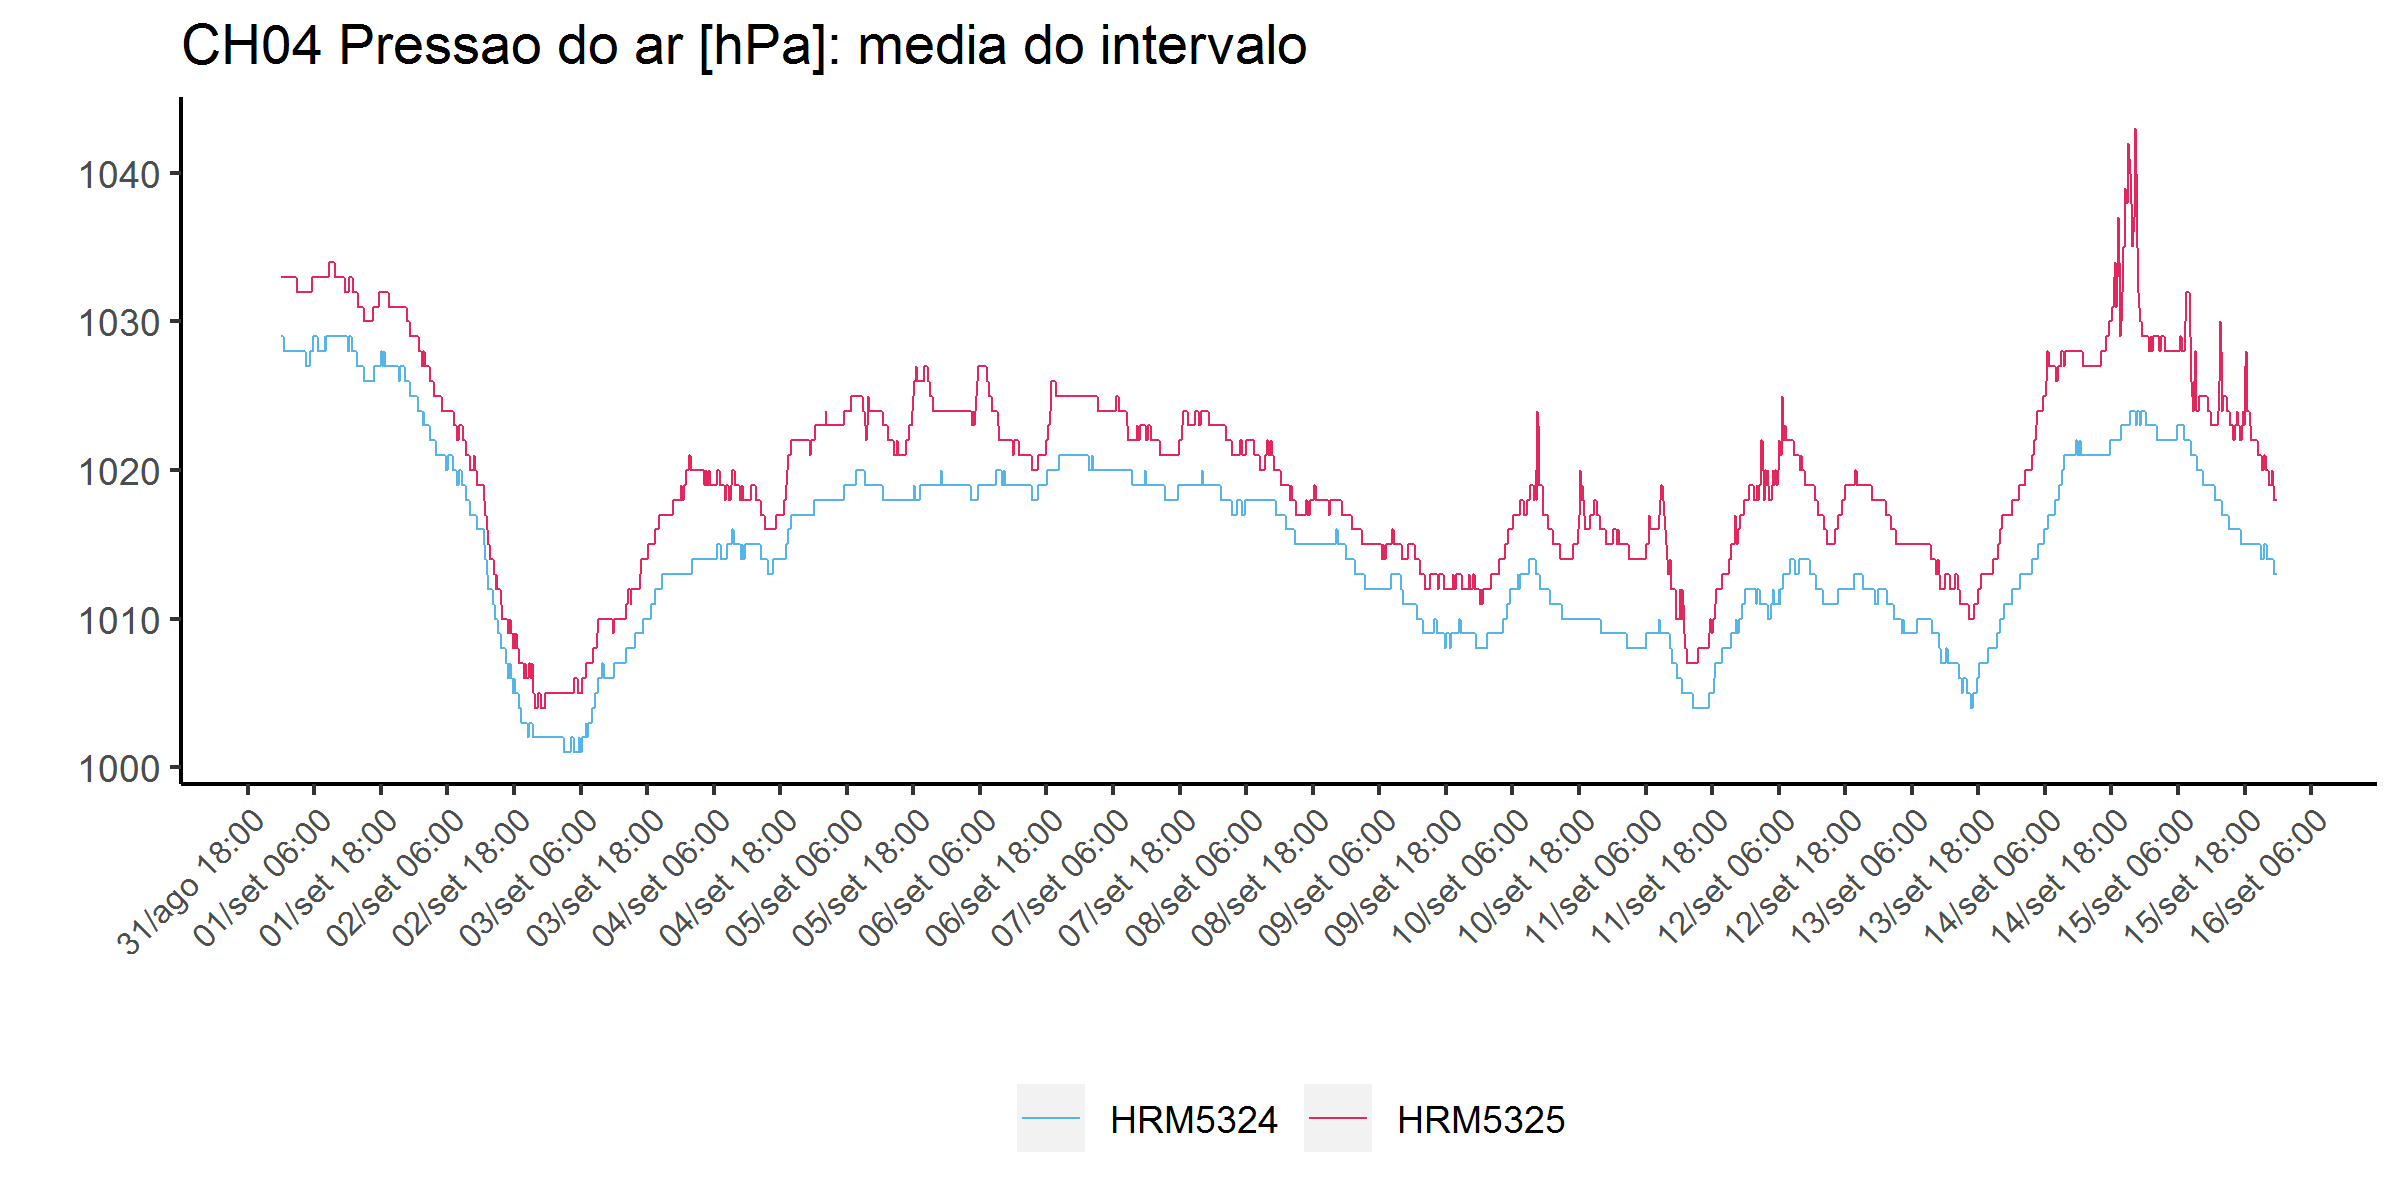 CH04 Pressao do ar [hPa]: media do intervalo
1040
1030
1020
1010
1000
31/ago 18:00
01/set 06:00
01/set 18:00
02/set 06:00
02/set 18:00
03/set 06:00
03/set 18:00
04/set 06:00
04/set 18:00
05/set 06:00
05/set 18:00
06/set 06:00
06/set 18:00
07/set 06:00
07/set 18:00
08/set 06:00
08/set 18:00
09/set 06:00
09/set 18:00
10/set 06:00
10/set 18:00
11/set 06:00
11/set 18:00
12/set 06:00
12/set 18:00
13/set 06:00
13/set 18:00
14/set 06:00
14/set 18:00
15/set 06:00
15/set 18:00
16/set 06:00
HRM5324 HRM5325